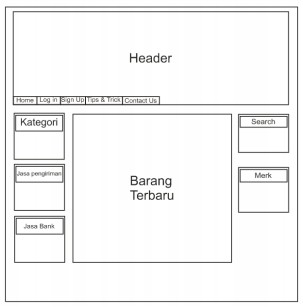 Header
Home Log in Sign Up Tips & Trick Contact Us
Kategori
Search
Jasa pengiriman
Barang
Terbaru
Merk
Jasa Bank